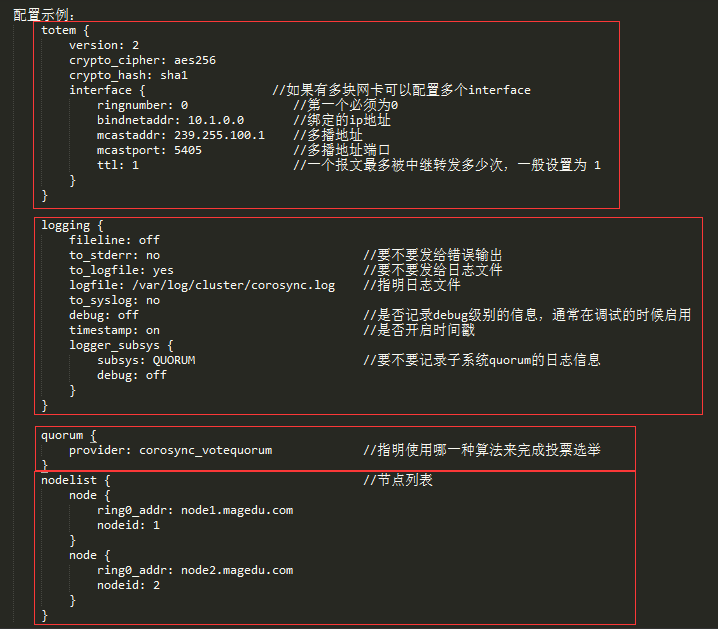 配置示例:
totem {
version: 2
crypto_cipher: aes256
crypto_hash: sha1
interface { //如果有多块网卡可以配置多个interface
ringnumber: 0 //第一个必须为0
bindnetaddr: 10.1.0.0 //绑定的ip地址
mcastaddr: 239.255.100.1 //多播地址
mcastport: 5405 //多播地址端口
ttl: 1 //一个报文最多被中继转发多少次，一般设置为 1
}
}
logging {
fileline: off
to_stderr: no //要不要发给错误输出
to_logfile: yes //要不要发给日志文件
logfile: /var/log/cluster/corosync.log //指明日志文件
to_syslog: no
debug: off //是否记录debug级别的信息，通常在调试的时候启用
timestamp: on //是否开启时间戳
logger_subsys {
subsys: QUORUM //要不要记录子系统quorum的日志信息
debug: off
}
}
quorum {
provider: corosync_votequorum //指明使用哪一种算法来完成投票选举
}
nodelist { //节点列表
node {
ring0_addr: node1.magedu.com
nodeid: 1
}
node {
ring0_addr: node2.magedu.com
nodeid: 2
}
}